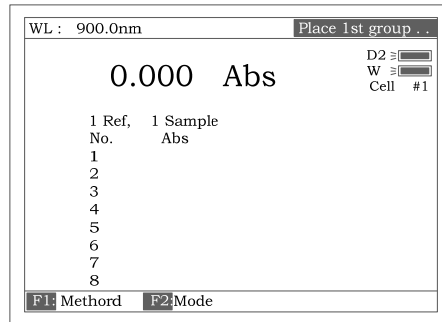 WL : 900.0nm Place 1st group . .
D2
0.000 Abs
W
Cell #1
1 Ref, 1 Sample
No. Abs
1
2
3
4
5
6
7
8
F1: Methord F2:Mode